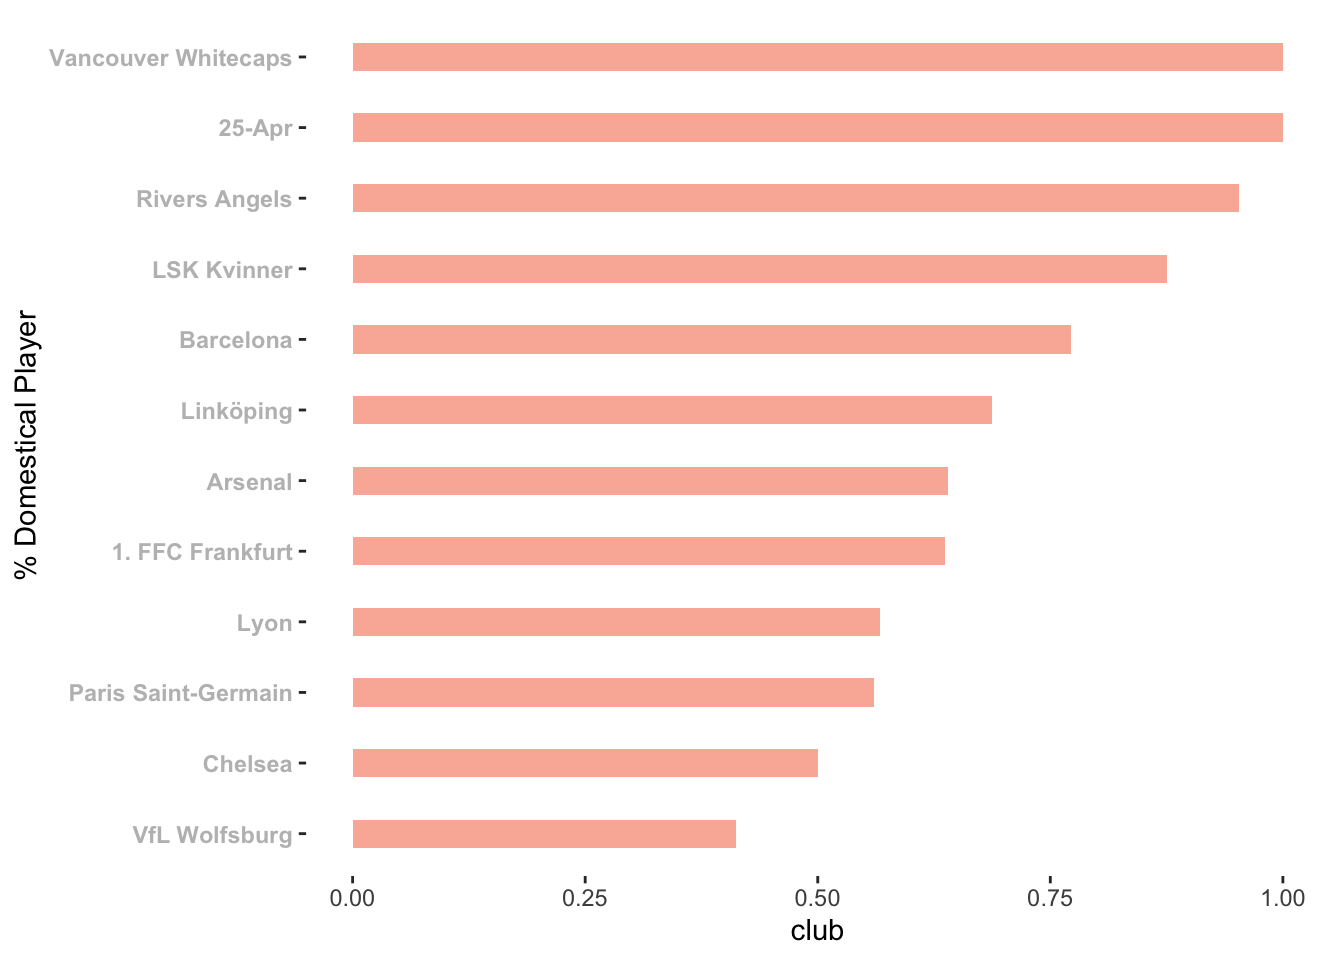 Vancouver Whitecaps
25-Apr
Rivers Angels
LSK Kvinner
Barcelona
Linköping
Arsenal
1. FFC Frankfurt
Lyon
Paris Saint-Germain
Chelsea
VfL Wolfsburg
% Domestical Player
0.00 0.25 0.50 0.75 1.00
club